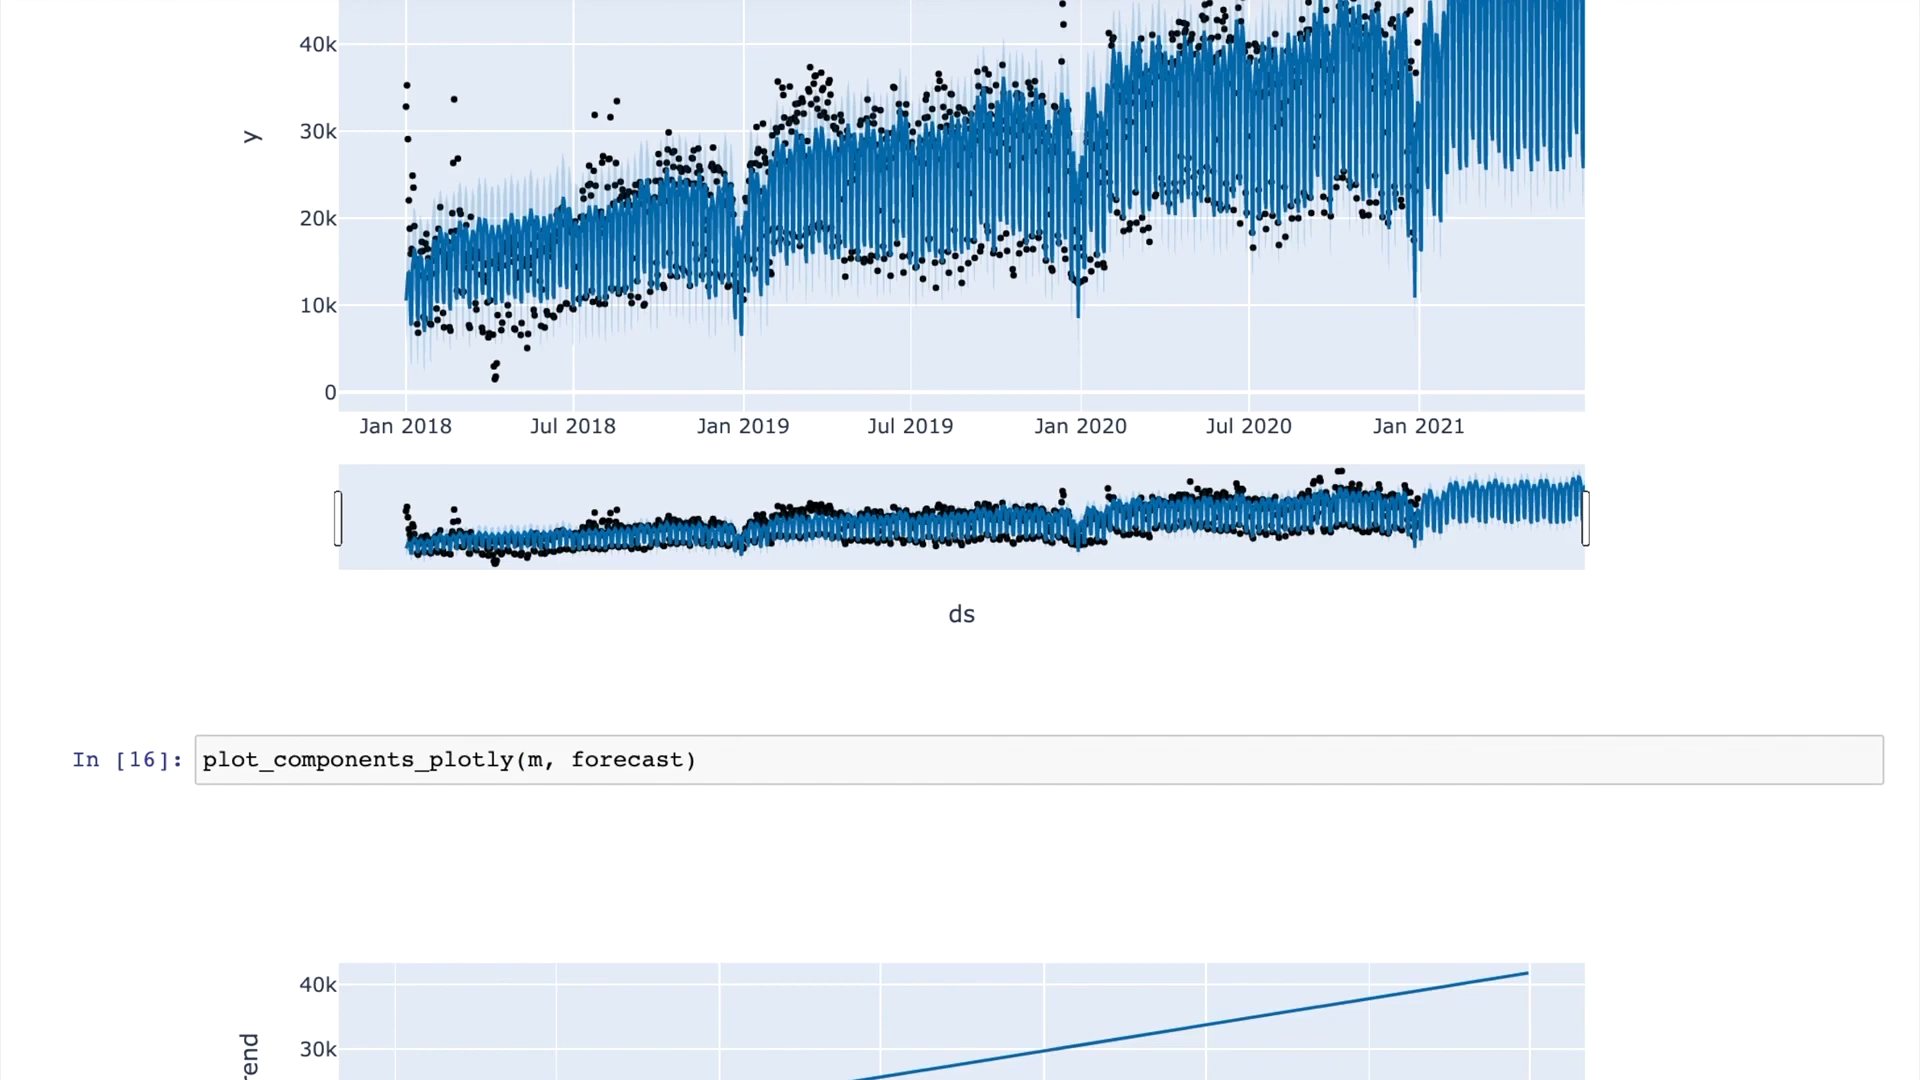 40k
y
30k
20k
10k
0
Jan 2018 Jul 2018 Jan 2019 Jul 2019 Jan 2020 Jul 2020 Jan 2021
ds
In [16]: plot_components_plotly(m, forecast)
40k
30k
rend